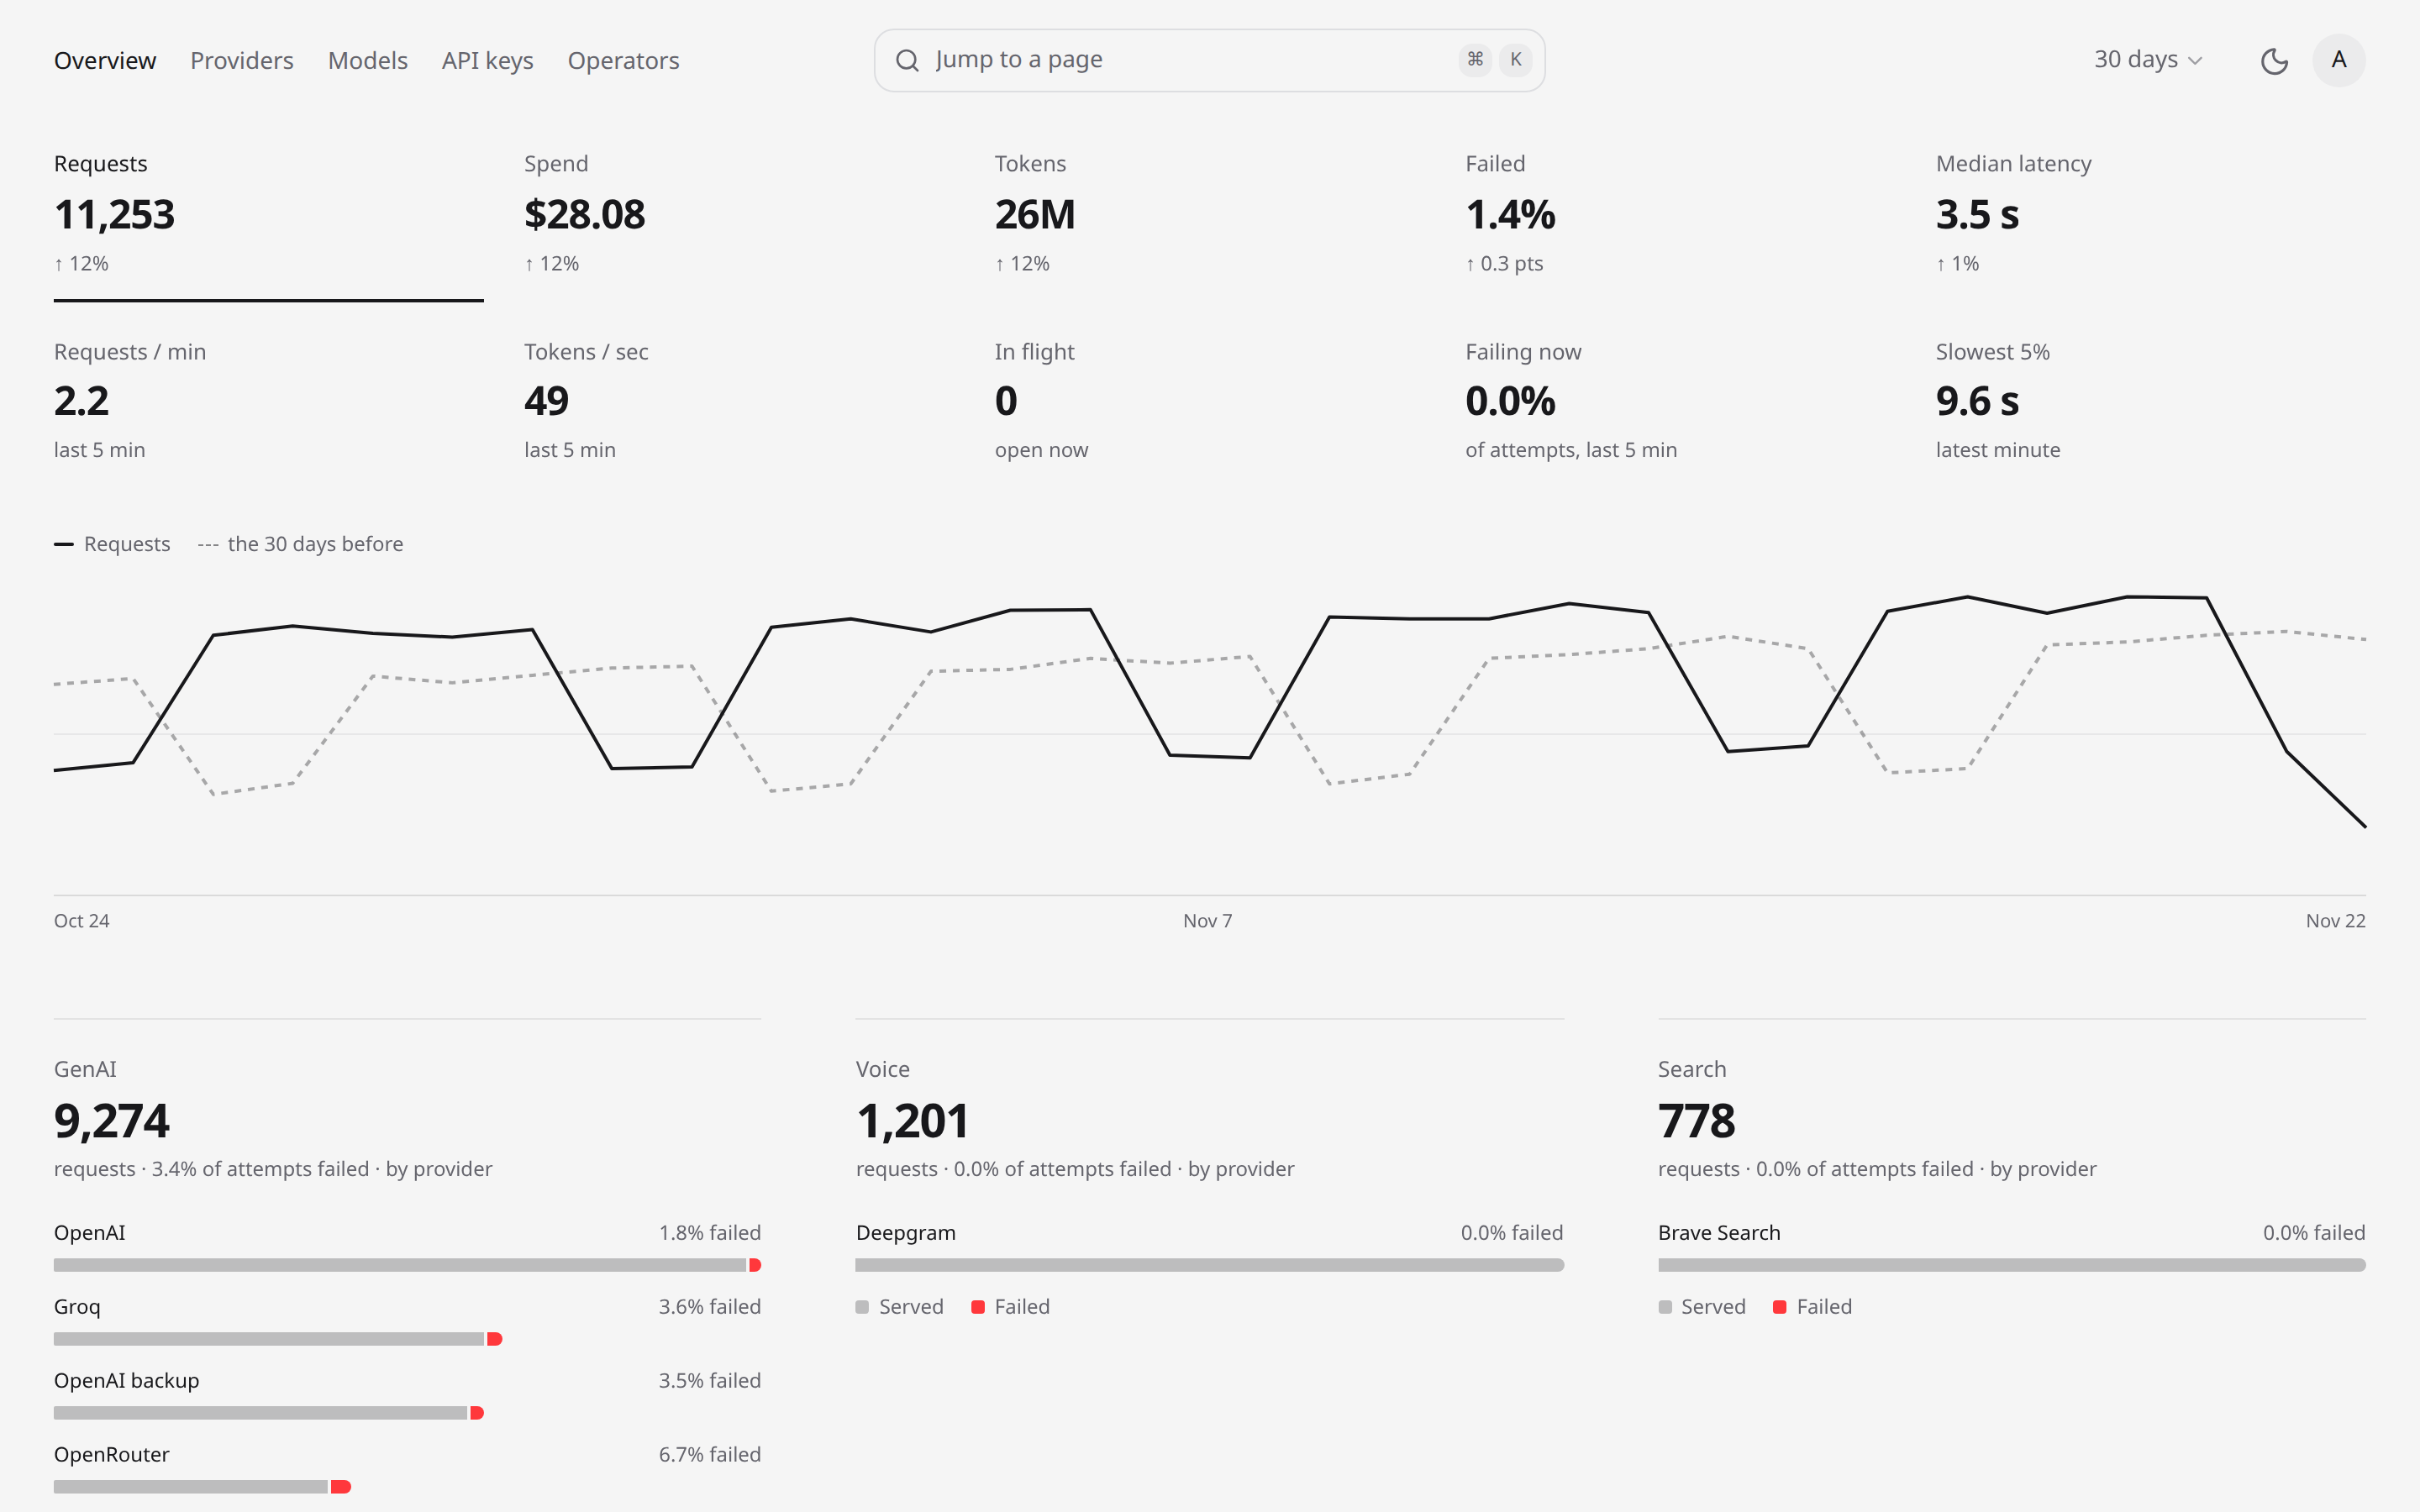 Overview Providers Models API keys Operators Jump to a page ⌘ K 30 days A
Requests Spend Tokens Failed Median latency
11,253 $28.08 26M 1.4% 3.5 s
↑ 12% ↑ 12% ↑ 12% ↑ 0.3 pts ↑ 1%
Requests / min Tokens / sec In flight Failing now Slowest 5%
2.2 49 0 0.0% 9.6 s
last 5 min last 5 min open now of attempts, last 5 min latest minute
Requests --- the 30 days before
Oct 24 Nov 7 Nov 22
GenAI Voice Search
9,274 1,201 778
requests · 3.4% of attempts failed · by provider requests · 0.0% of attempts failed · by provider requests · 0.0% of attempts failed · by provider
OpenAI 1.8% failed Deepgram 0.0% failed Brave Search 0.0% failed
Groq 3.6% failed Served Failed Served Failed
OpenAI backup 3.5% failed
OpenRouter 6.7% failed